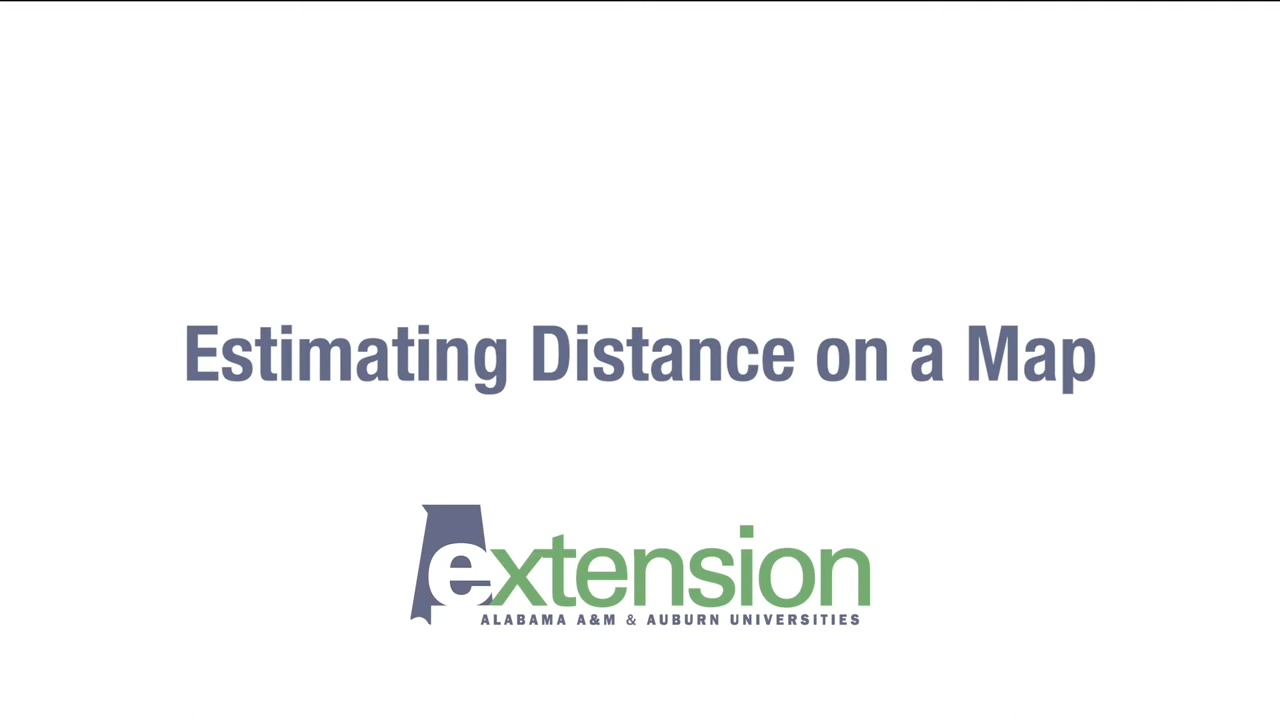 Estimating Distance on a Map
extension
ALABAMA A&M & AUBURN UNIVERSITIES